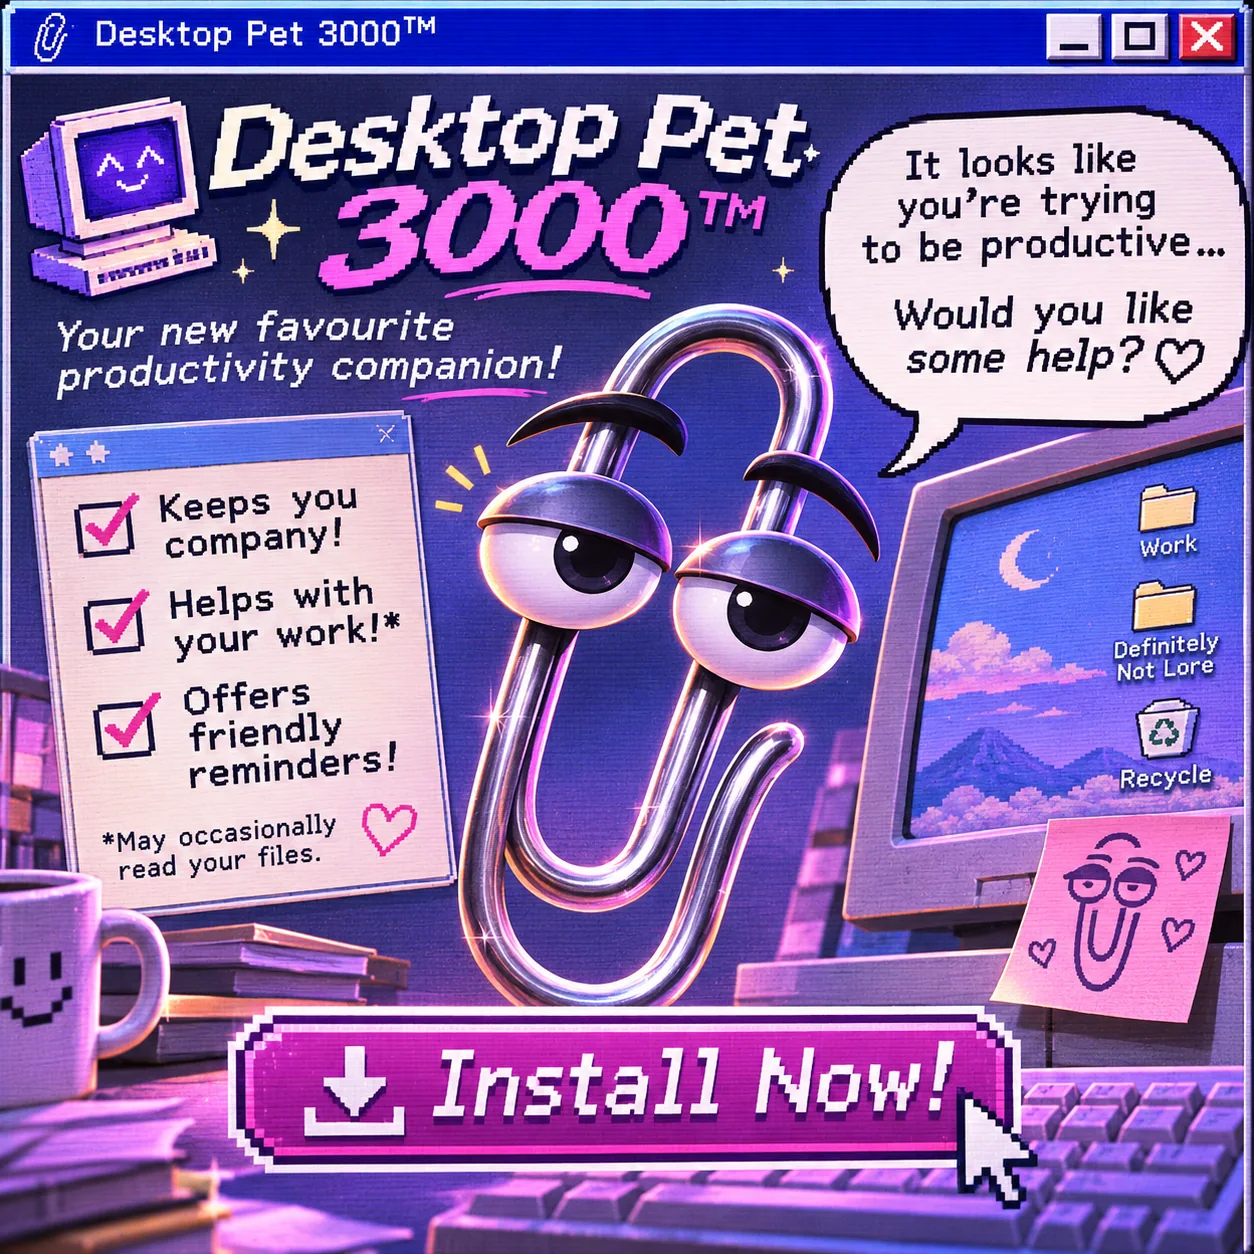 Desktop Pet 3000™
Desktop Pet
3000™
Your new favourite
productivity companion!
It looks like
you're trying
to be productive...
Would you like
some help?
Keeps you
company!
Helps with
your work!*
Offers
friendly
reminders!
*May occasionally
read your files.
Work
Definitely
Not Lore
Recycle
Install Now!